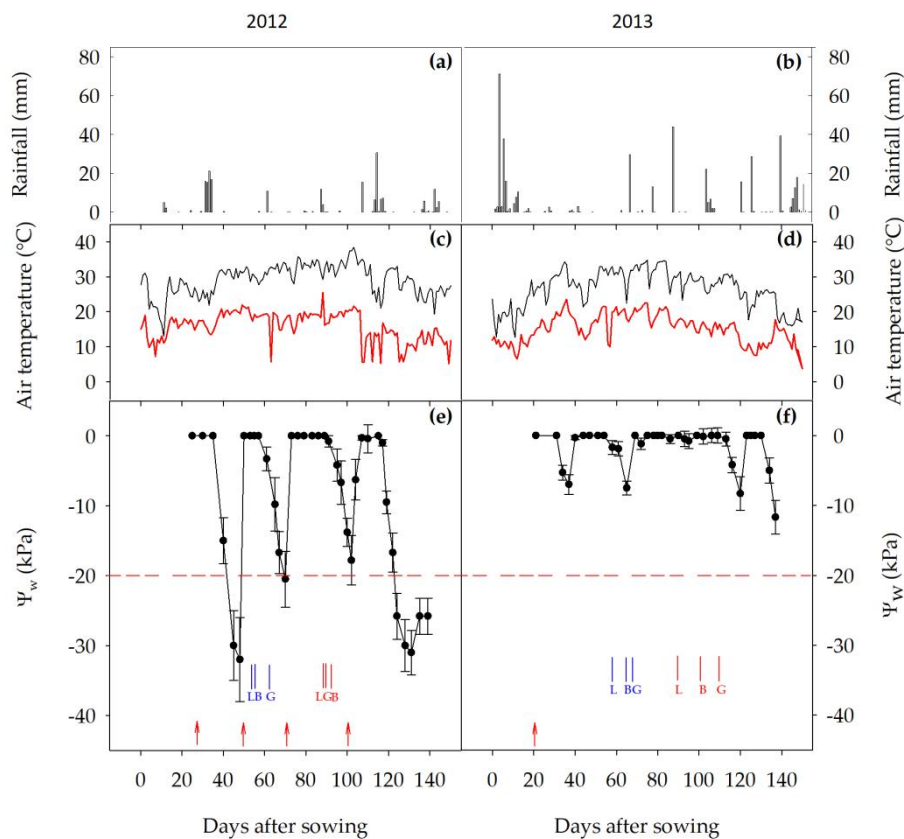 2012 2013
80 (a) (b) 80
60 60
40 40
20 20
0 0
Rainfall (mm) Rainfall (mm)
40 (c) (d) 40
30 30
20 20
10 10
0 0
Air temperature (°C) Air temperature (°C)
0 (e) (f) 0
-10 -10
-20 -20
-30 -30
-40 -40
Ψw (kPa) Ψw (kPa)
LB G LGB L BG L B G
0 20 40 60 80 100 120 140 0 20 40 60 80 100 120 140
Days after sowing Days after sowing